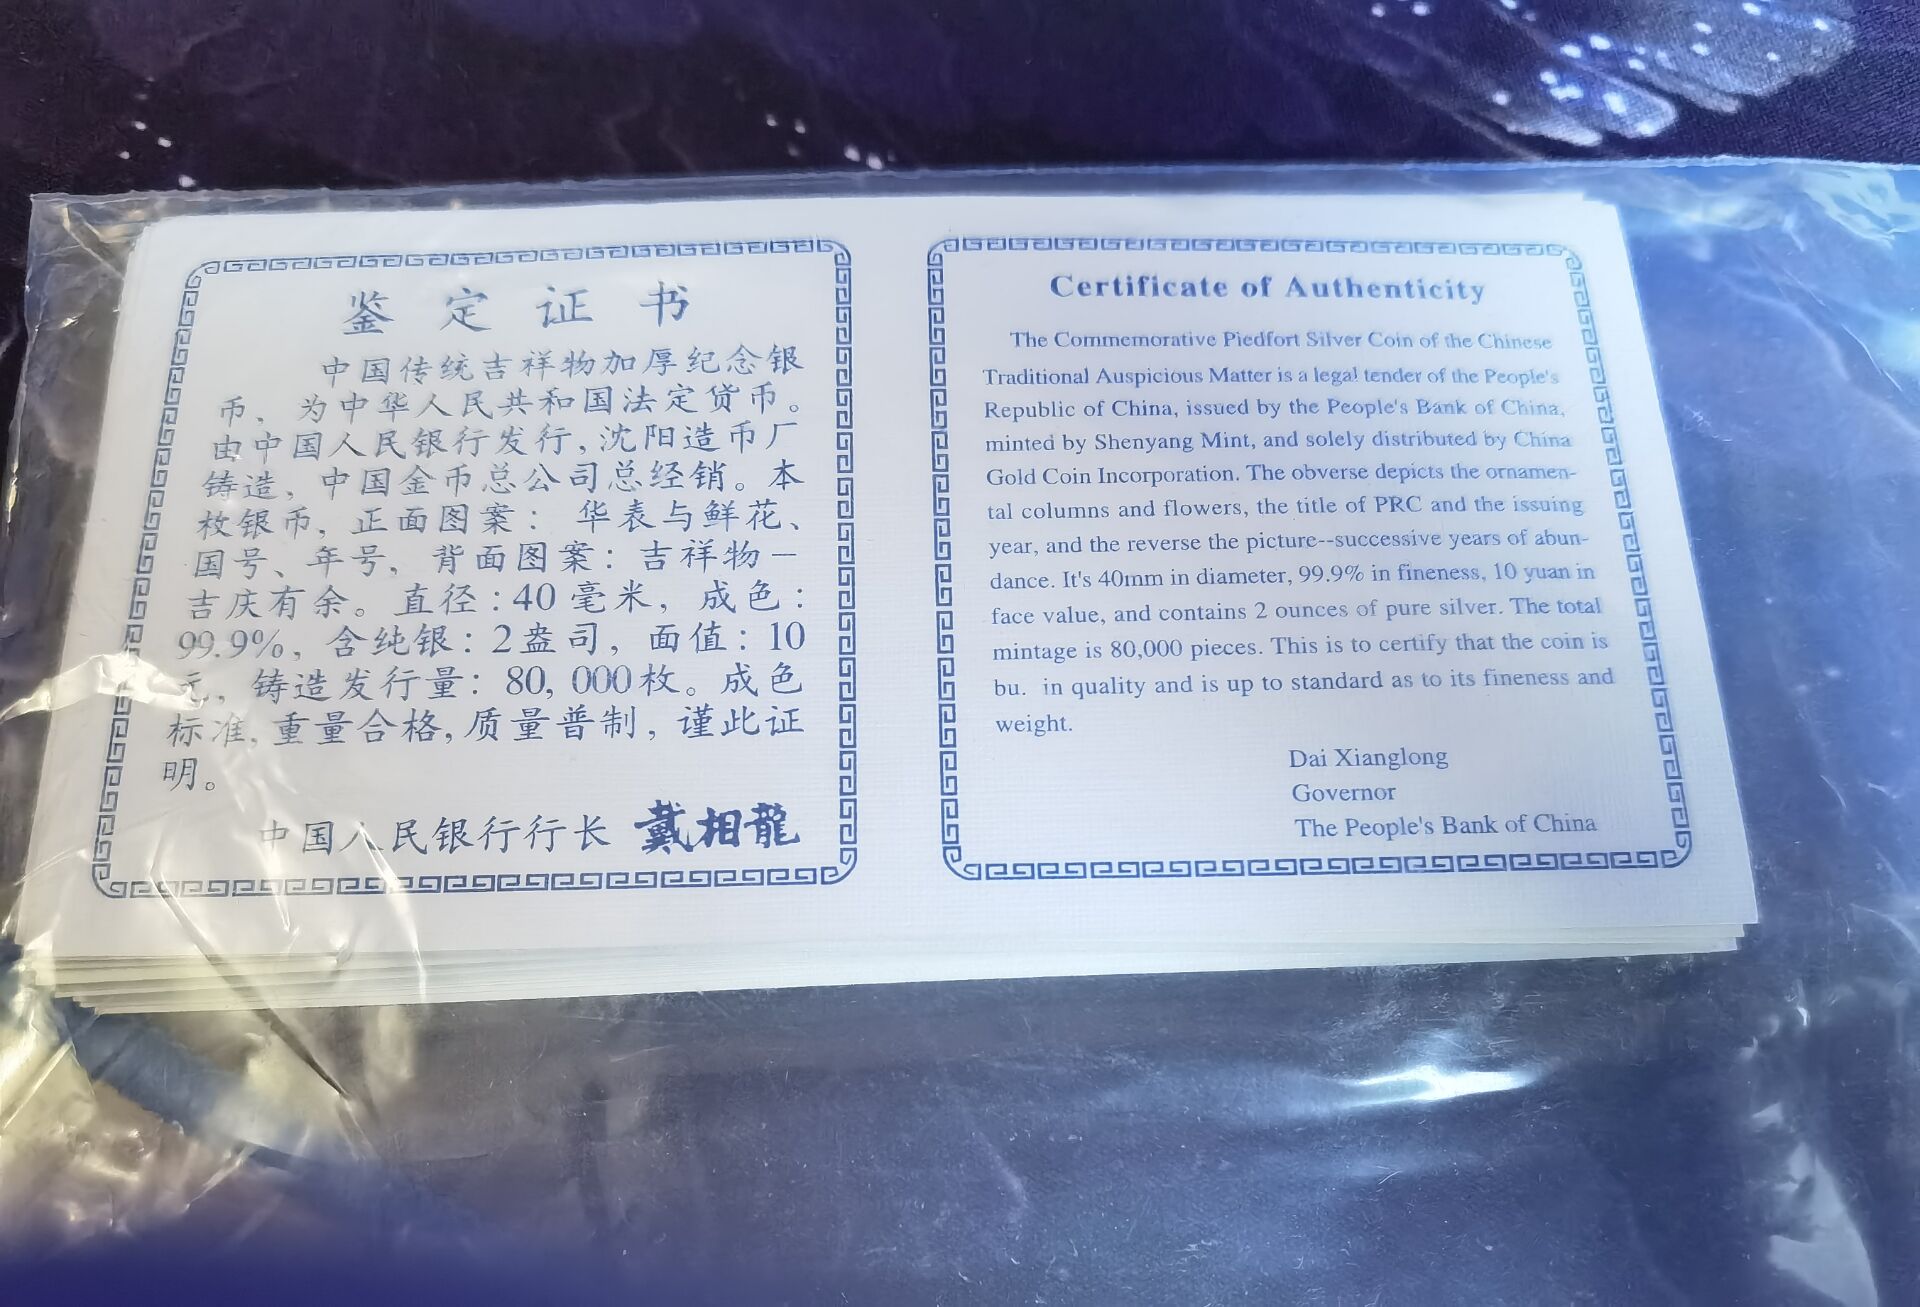 鉴定证书
中国传统吉祥物加厚纪念银
币，为中华人民共和国法定货币。
由中国人民银行发行，沈阳造币厂
铸造，中国金币总公司总经销。本
枚银币，正面图案：华表与鲜花、
国号、年号，背面图案：吉祥物－
吉庆有余。直径：40毫米，成色：
99.9%，含纯银：2盎司，面值：10
元，铸造发行量：80,000枚。成色
标准，重量合格，质量普制，谨此证
明。
中国人民银行行长 戴相龍
Certificate of Authenticity
The Commemorative Piedfort Silver Coin of the Chinese
Traditional Auspicious Matter is a legal tender of the People's
Republic of China, issued by the People's Bank of China,
minted by Shenyang Mint, and solely distributed by China
Gold Coin Incorporation. The obverse depicts the ornamen-
tal columns and flowers, the title of PRC and the issuing
year, and the reverse the picture--successive years of abun-
dance. It's 40mm in diameter, 99.9% in fineness, 10 yuan in
face value, and contains 2 ounces of pure silver. The total
mintage is 80,000 pieces. This is to certify that the coin is
bu. in quality and is up to standard as to its fineness and
weight.
Dai Xianglong
Governor
The People's Bank of China